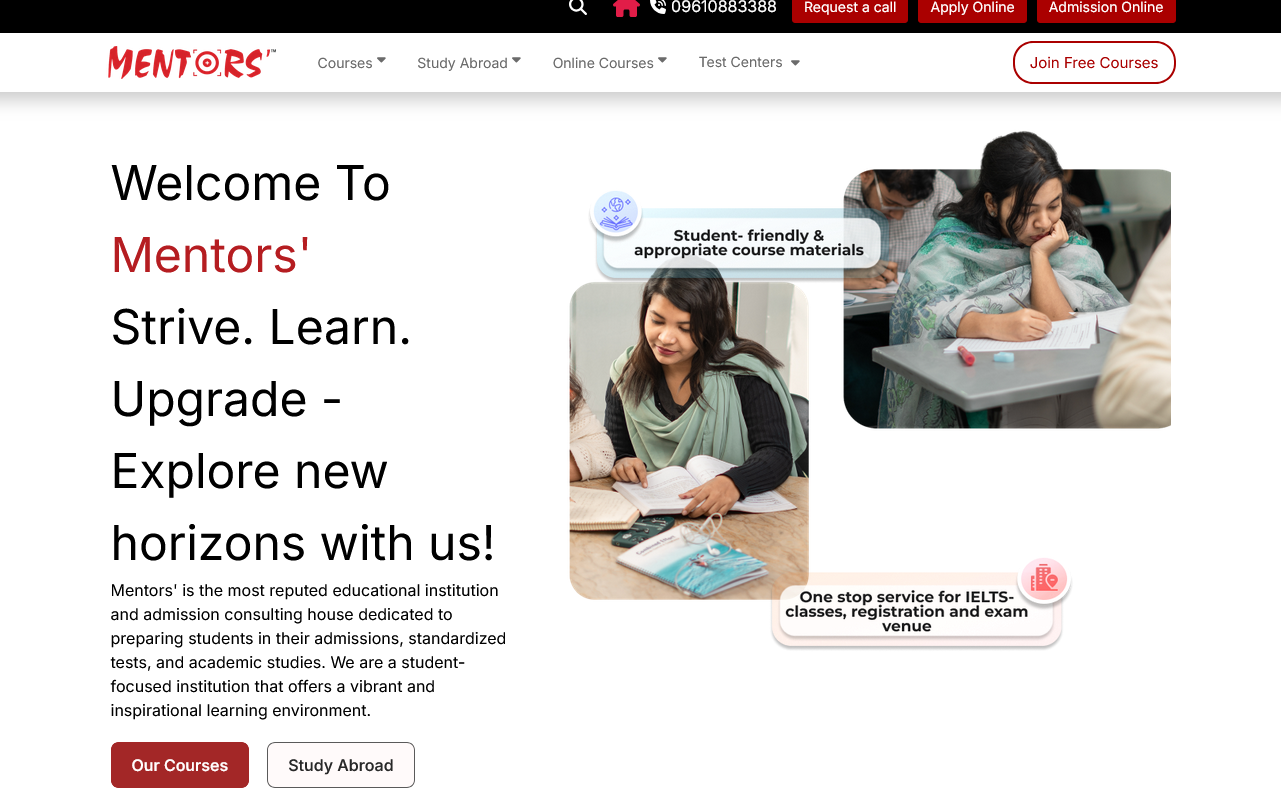 09610883388 Request a call Apply Online Admission Online
MENTORS'™ Courses Study Abroad Online Courses Test Centers Join Free Courses
Welcome To
Mentors'
Strive. Learn.
Upgrade -
Explore new
horizons with us!
Mentors' is the most reputed educational institution
and admission consulting house dedicated to
preparing students in their admissions, standardized
tests, and academic studies. We are a student-
focused institution that offers a vibrant and
inspirational learning environment.
Our Courses Study Abroad
Student- friendly &
appropriate course materials
One stop service for IELTS-
classes, registration and exam
venue